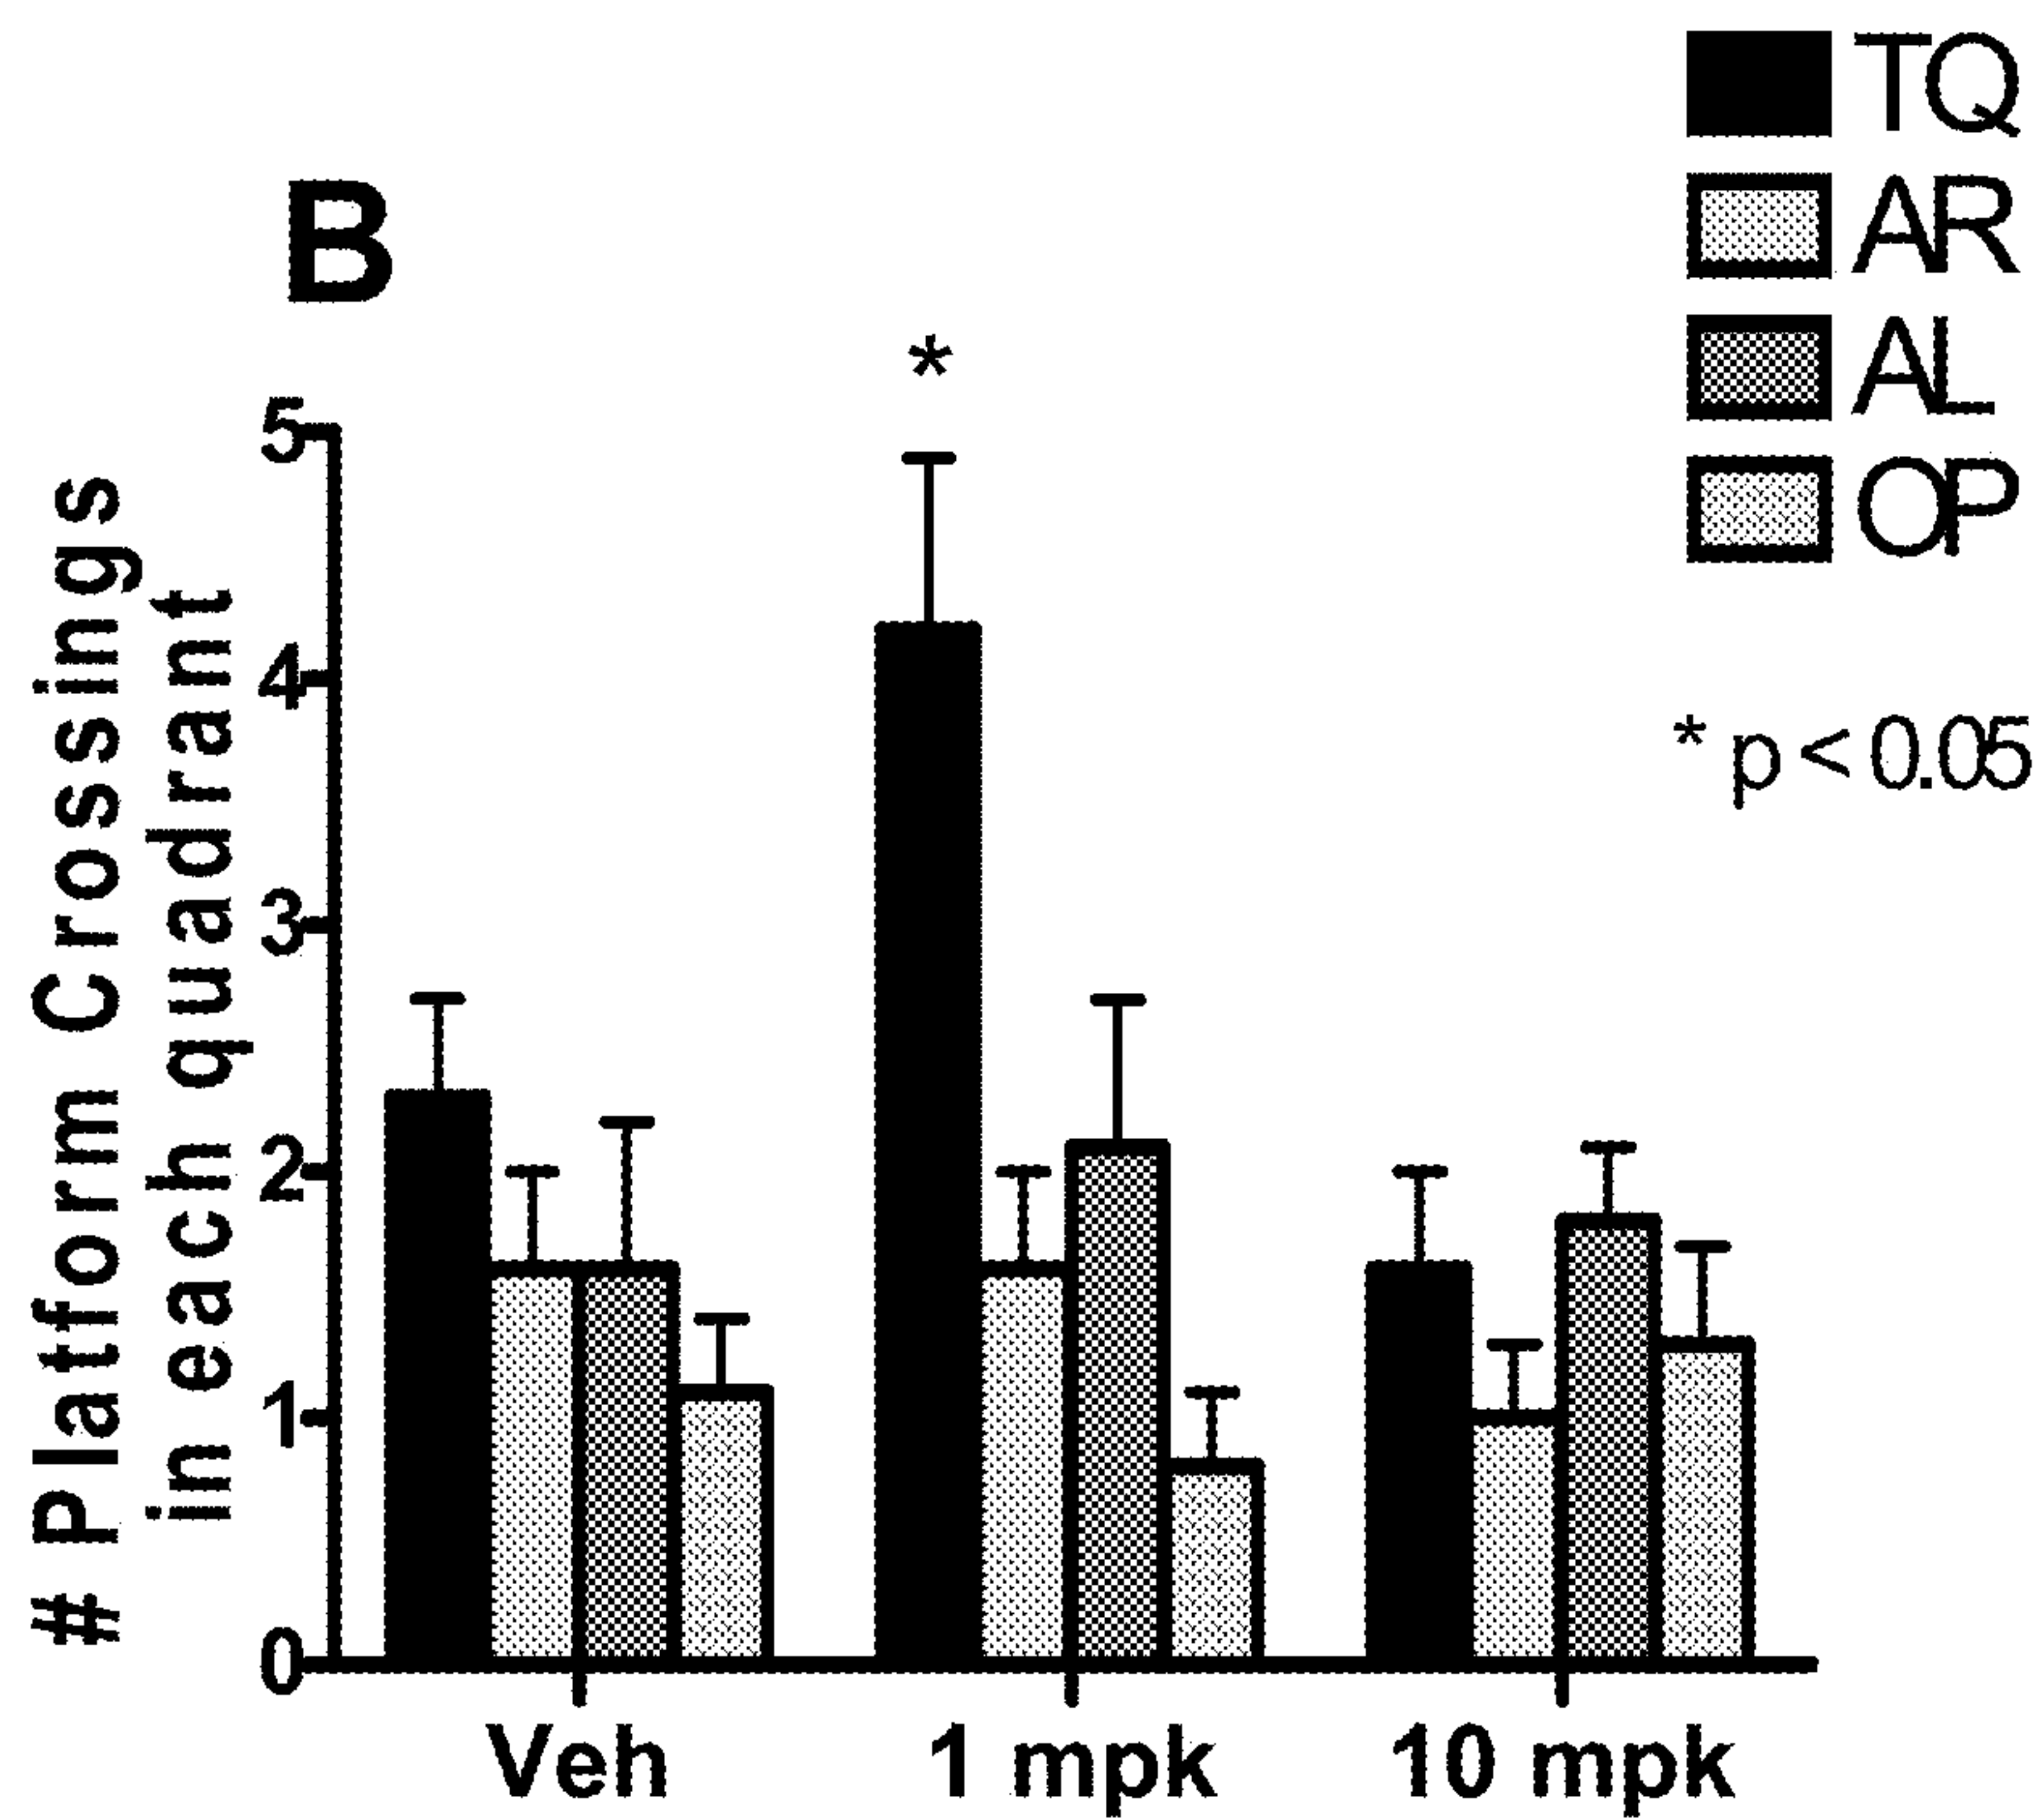 B
TQ
AR
AL
OP
*
* p < 0.05
# Platform Crossings
in each quadrant
5
4
3
2
1
0
Veh
1 mpk
10 mpk